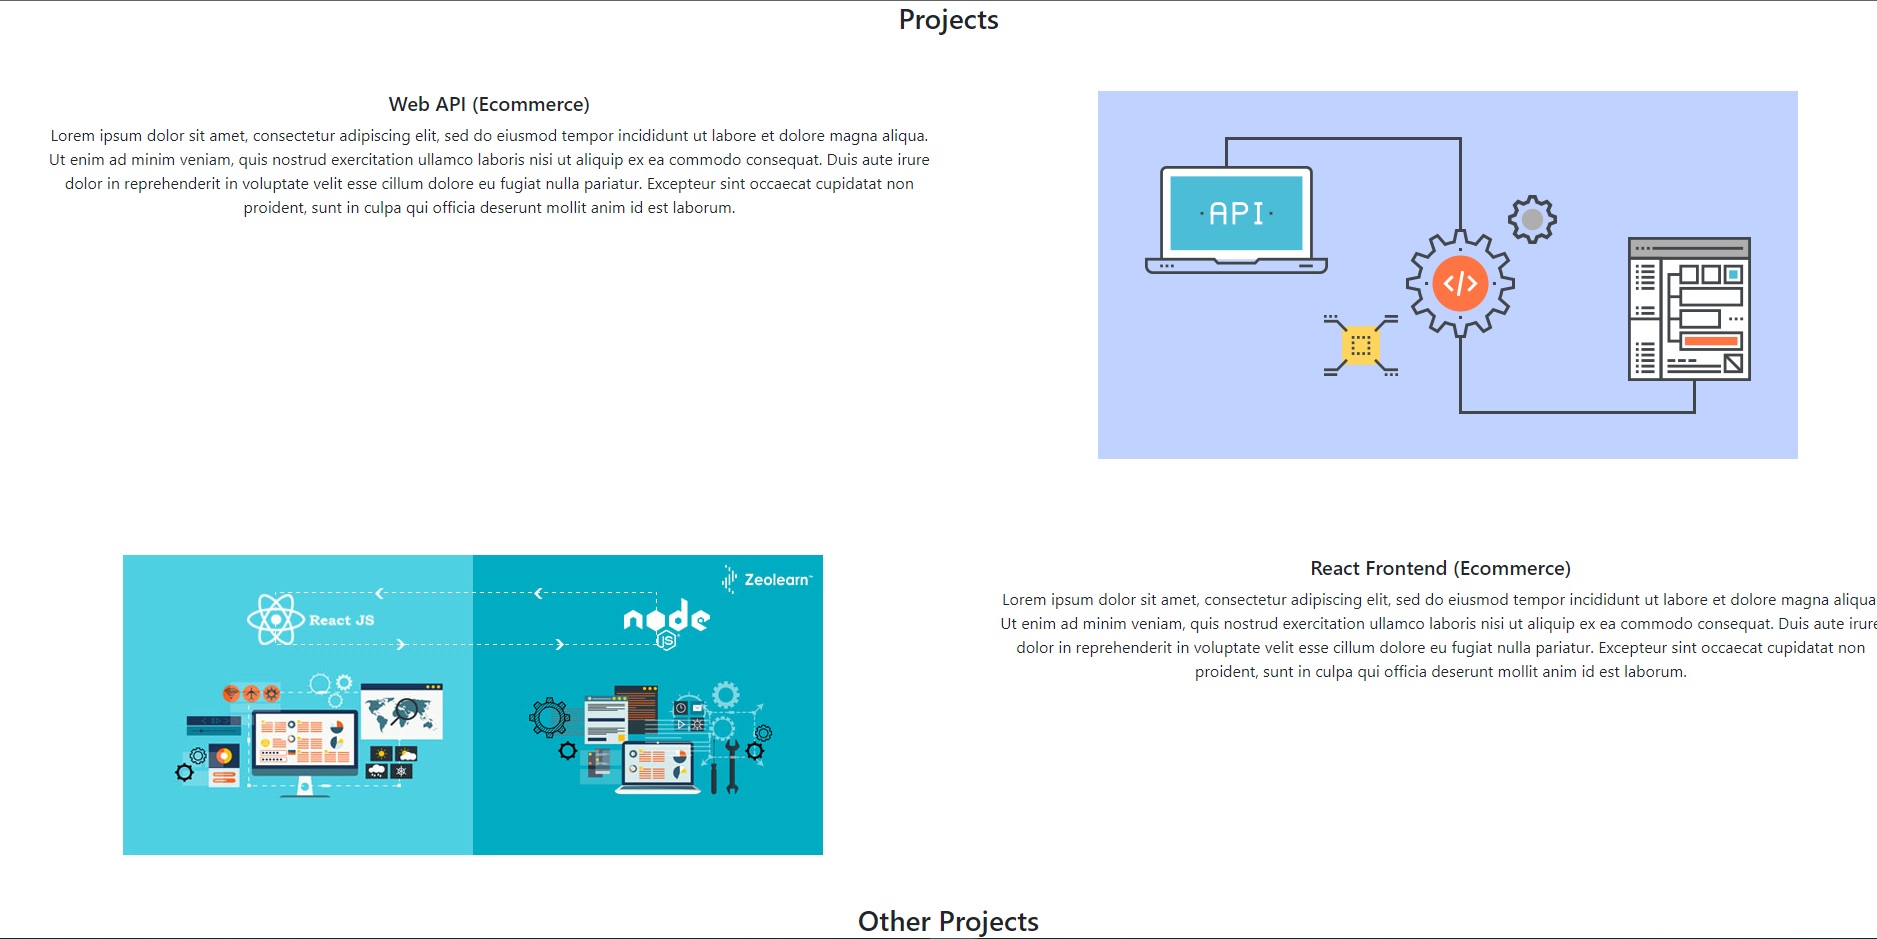 Projects
Web API (Ecommerce)
Lorem ipsum dolor sit amet, consectetur adipiscing elit, sed do eiusmod tempor incididunt ut labore et dolore magna aliqua.
Ut enim ad minim veniam, quis nostrud exercitation ullamco laboris nisi ut aliquip ex ea commodo consequat. Duis aute irure
dolor in reprehenderit in voluptate velit esse cillum dolore eu fugiat nulla pariatur. Excepteur sint occaecat cupidatat non
proident, sunt in culpa qui officia deserunt mollit anim id est laborum.
·API·
</>
Zeolearn
React JS
node
JS
React Frontend (Ecommerce)
Lorem ipsum dolor sit amet, consectetur adipiscing elit, sed do eiusmod tempor incididunt ut labore et dolore magna aliqua
Ut enim ad minim veniam, quis nostrud exercitation ullamco laboris nisi ut aliquip ex ea commodo consequat. Duis aute irure
dolor in reprehenderit in voluptate velit esse cillum dolore eu fugiat nulla pariatur. Excepteur sint occaecat cupidatat non
proident, sunt in culpa qui officia deserunt mollit anim id est laborum.
Other Projects